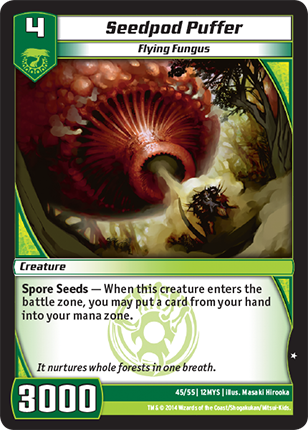 4
Seedpod Puffer
Flying Fungus
Creature
Spore Seeds — When this creature enters the
battle zone, you may put a card from your hand
into your mana zone.
It nurtures whole forests in one breath.
3000
45/55 | 12MYS | Illus. Masaki Hirooka
TM & © 2014 Wizards of the Coast/Shogakukan/Mitsui-Kids.